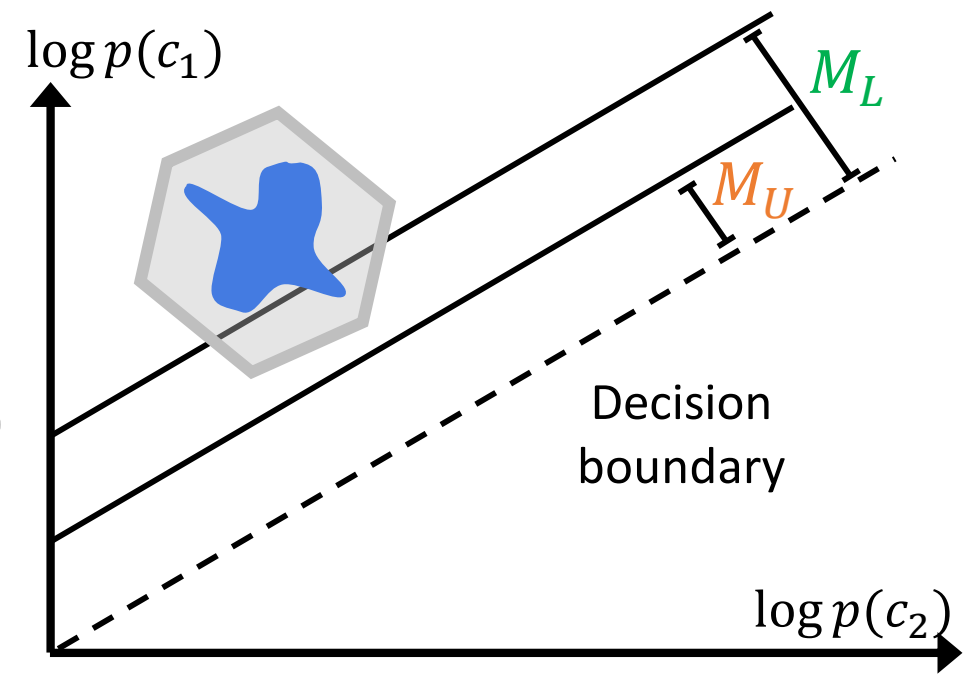 log p(c₁)
M_L
M_U
Decision
boundary
log p(c₂)